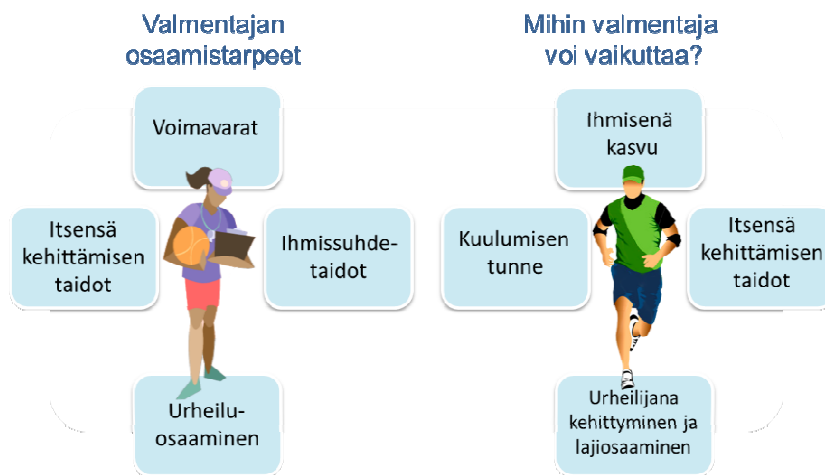 Valmentajan
osaamistarpeet
Voimavarat
Itsensä
kehittämisen
taidot
Ihmissuhde-
taidot
Urheilu-
osaaminen
Mihin valmentaja
voi vaikuttaa?
Ihmisenä
kasvu
Kuulumisen
tunne
Itsensä
kehittämisen
taidot
Urheilijana
kehittyminen ja
lajiosaaminen